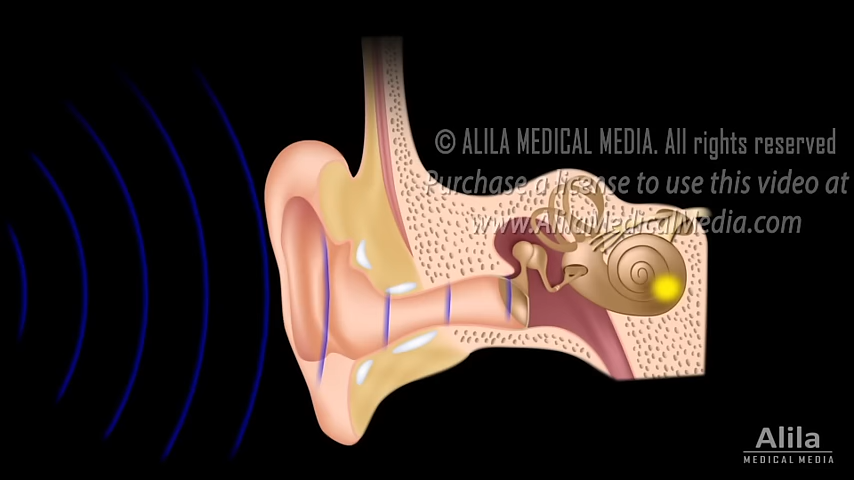 © ALILA MEDICAL MEDIA. All rights reserved
Purchase a license to use this video at
www.AlilaMedicalMedia.com
Alila
MEDICAL MEDIA